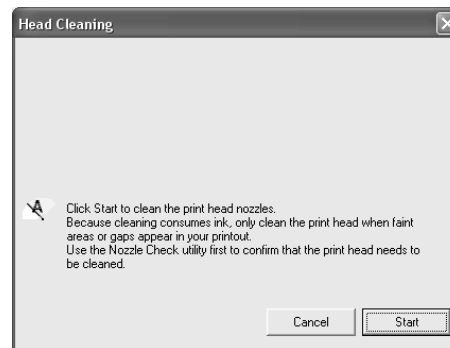 Head Cleaning
Click Start to clean the print head nozzles.
Because cleaning consumes ink, only clean the print head when faint
areas or gaps appear in your printout.
Use the Nozzle Check utility first to confirm that the print head needs to
be cleaned.
Cancel Start